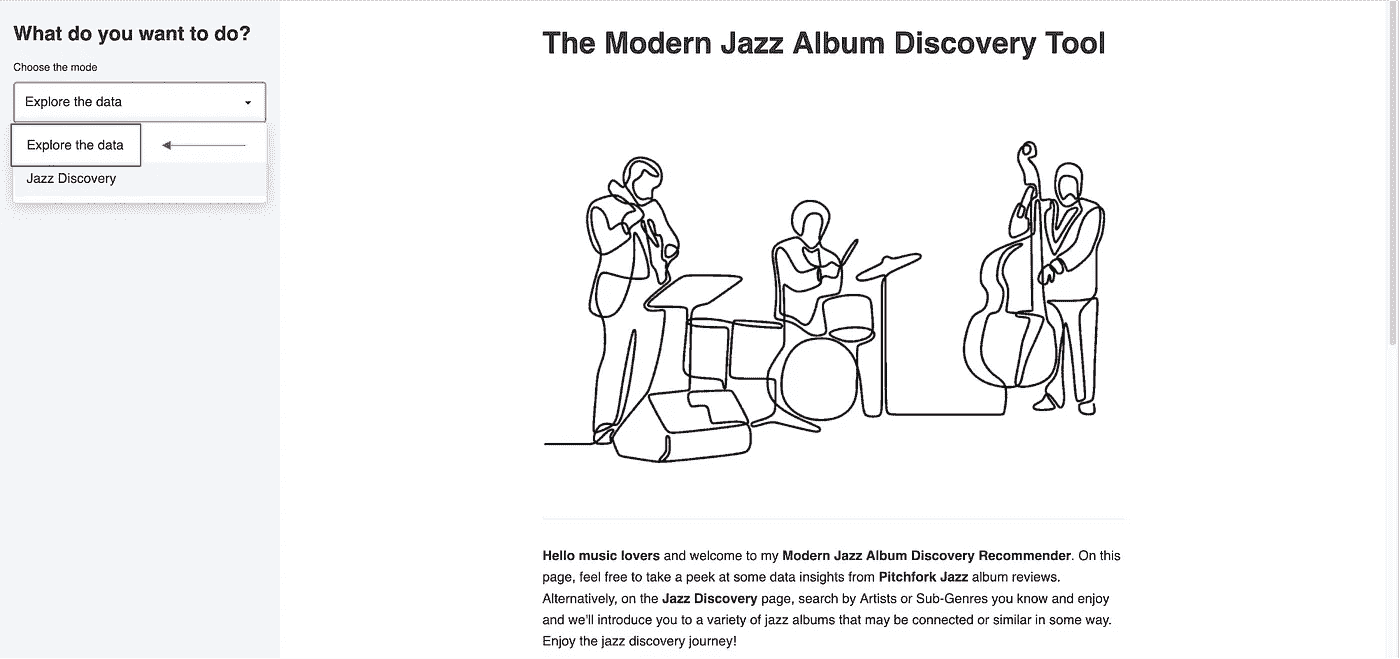 What do you want to do?
Choose the mode
Explore the data
Explore the data
Jazz Discovery
The Modern Jazz Album Discovery Tool
Hello music lovers and welcome to my Modern Jazz Album Discovery Recommender. On this
page, feel free to take a peek at some data insights from Pitchfork Jazz album reviews.
Alternatively, on the Jazz Discovery page, search by Artists or Sub-Genres you know and enjoy
and we'll introduce you to a variety of jazz albums that may be connected or similar in some way.
Enjoy the jazz discovery journey!